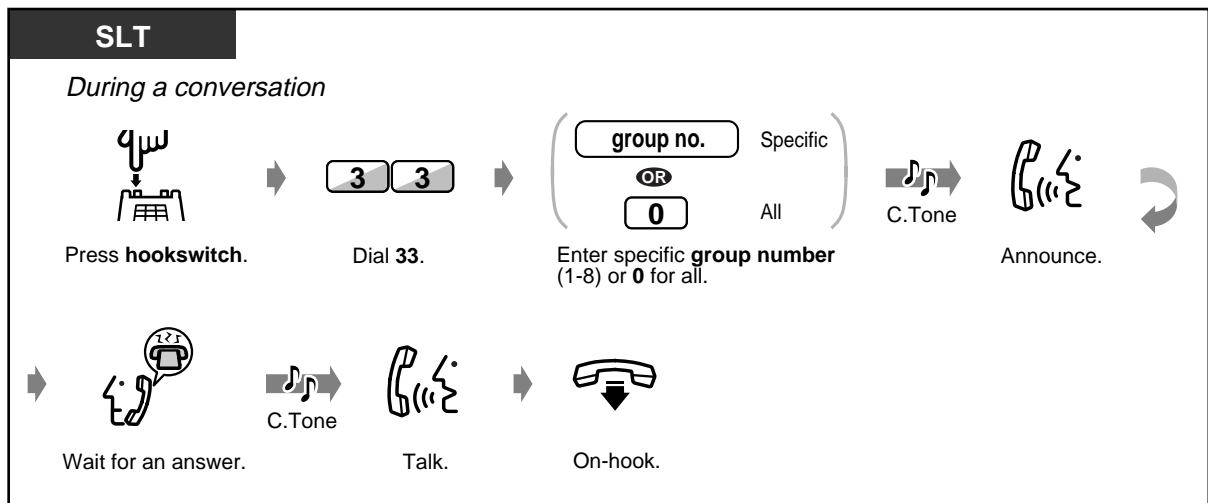 SLT
During a conversation
3 3
group no. Specific
OR
0 All
C.Tone
Press hookswitch.
Dial 33.
Enter specific group number
(1-8) or 0 for all.
Announce.
C.Tone
Wait for an answer.
Talk.
On-hook.